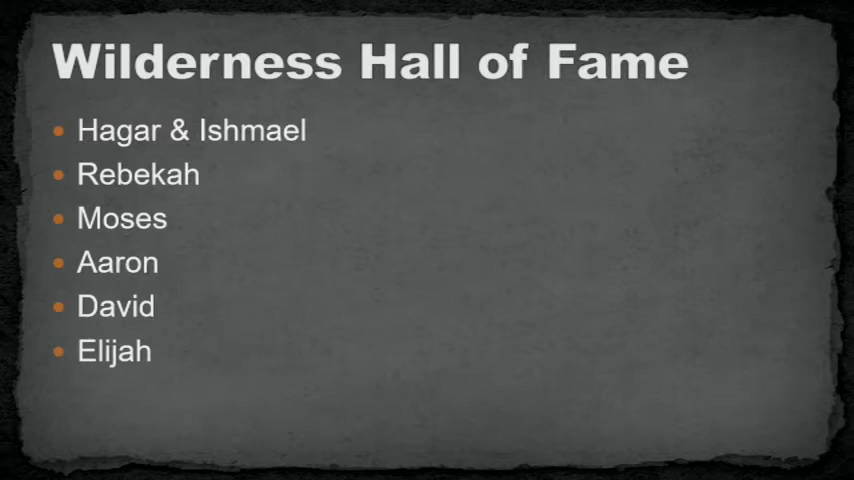 Wilderness Hall of Fame
• Hagar & Ishmael
• Rebekah
• Moses
• Aaron
• David
• Elijah